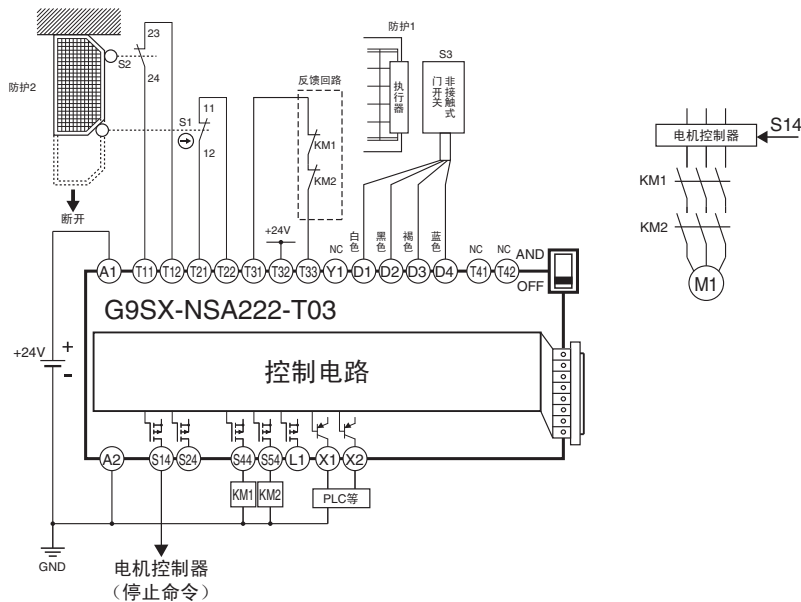 防护1
23
S2
24
防护2
断开
S1
11
12
反馈回路
KM1
KM2
执行器
S3
门开关
非接触式
+24V
NC
白色
黑色
褐色
蓝色
NC
NC
AND
OFF
A1
T11
T12
T21
T22
T31
T32
T33
Y1
D1
D2
D3
D4
T41
T42
G9SX-NSA222-T03
控制电路
+24V
+
-
A2
S14
S24
S44
S54
L1
X1
X2
KM1
KM2
PLC等
GND
电机控制器
（停止命令）
电机控制器
S14
KM1
KM2
M1